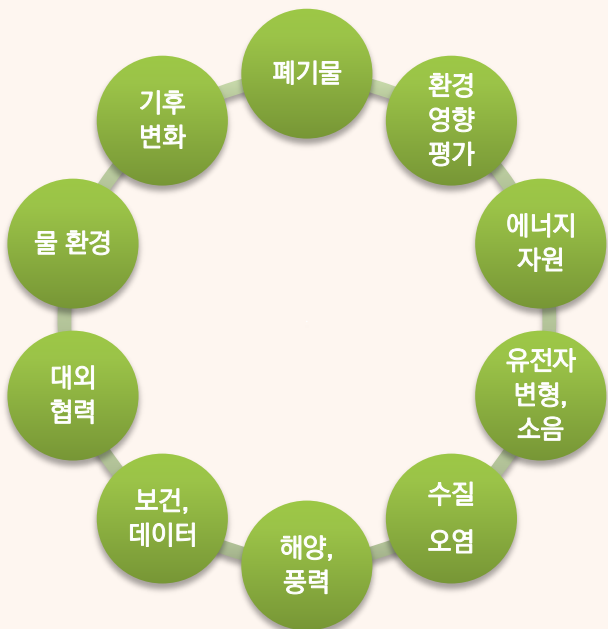 폐기물
환경
영향
평가
에너지
자원
유전자
변형,
소음
수질
오염
해양,
풍력
보건,
데이터
대외
협력
물 환경
기후
변화